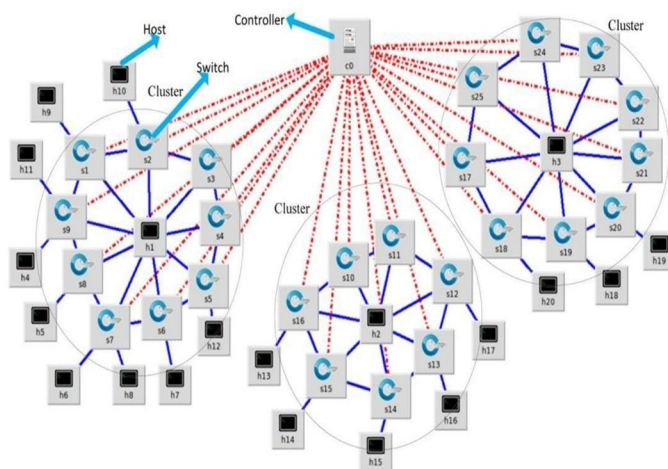 Host
Controller
Cluster
c0
s24
s23
h10
Cluster
Switch
h9
s25
s22
s2
h11
s1
s3
h3
s21
s17
Cluster
s9
h1
s4
s20
s11
s18
s19
h19
h4
s8
s10
h20
h18
s5
s12
h5
s16
h2
s7
s6
h12
s13
h17
h13
s15
h6
h8
h7
s14
h16
h14
h15